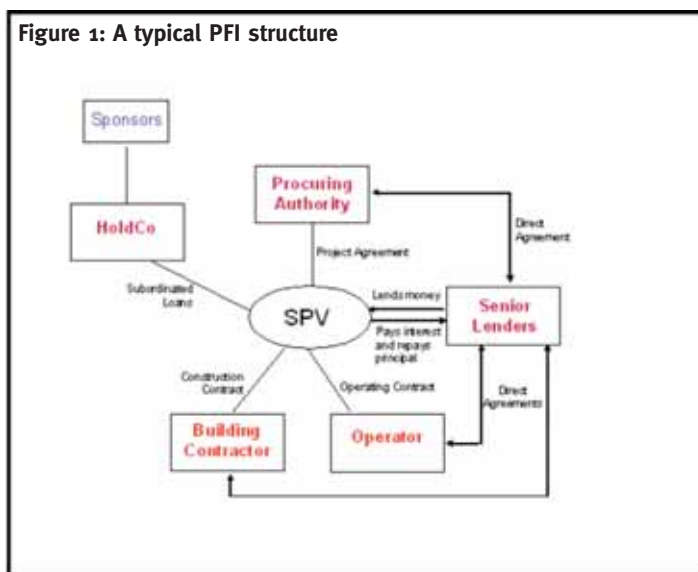 Figure 1: A typical PFI structure
Sponsors
HoldCo
Procuring
Authority
Direct
Agreement
Project Agreement
Subordinated
Loans
SPV
Lends money
Pays interest
and repays
principal
Senior
Lenders
Construction
Contract
Operating Contract
Direct
Agreements
Building
Contractor
Operator